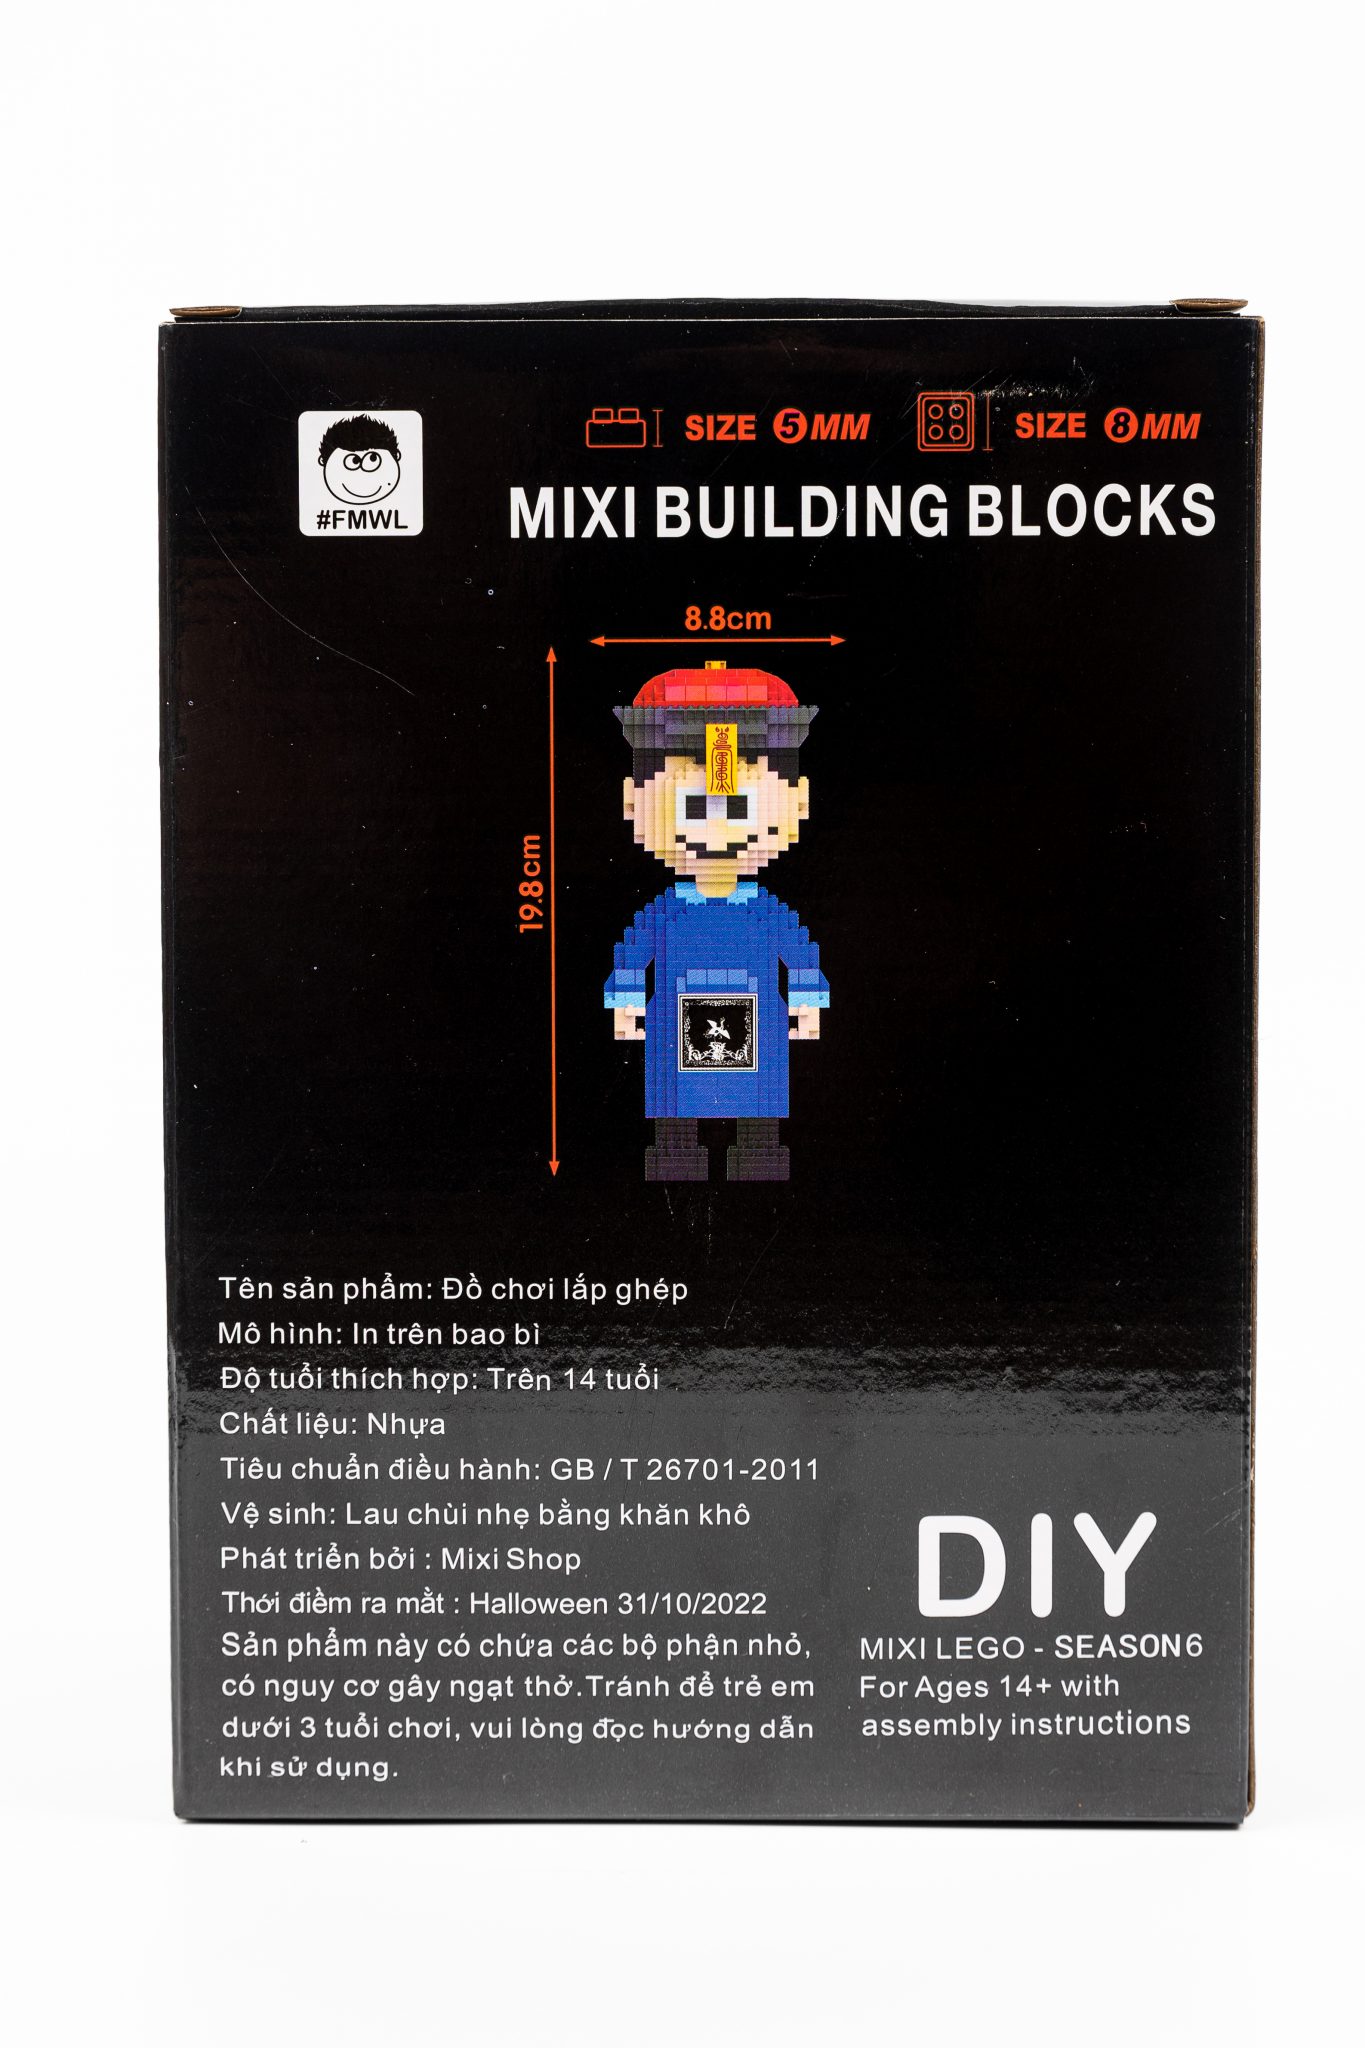 #FMWL
SIZE 5MM
SIZE 8MM
MIXI BUILDING BLOCKS
8.8cm
19.8cm
Tên sản phẩm: Đồ chơi lắp ghép
Mô hình: In trên bao bì
Độ tuổi thích hợp: Trên 14 tuổi
Chất liệu: Nhựa
Tiêu chuẩn điều hành: GB / T 26701-2011
Vệ sinh: Lau chùi nhẹ bằng khăn khô
Phát triển bởi : Mixi Shop
Thới điềm ra mằt : Halloween 31/10/2022
Sản phẩm này có chứa các bộ phận nhỏ,
có nguy cơ gây ngạt thở.Tránh để trẻ em
dưới 3 tuổi chơi, vui lòng đọc hướng dẫn
khi sử dụng.
DIY
MIXI LEGO - SEASON 6
For Ages 14+ with
assembly instructions